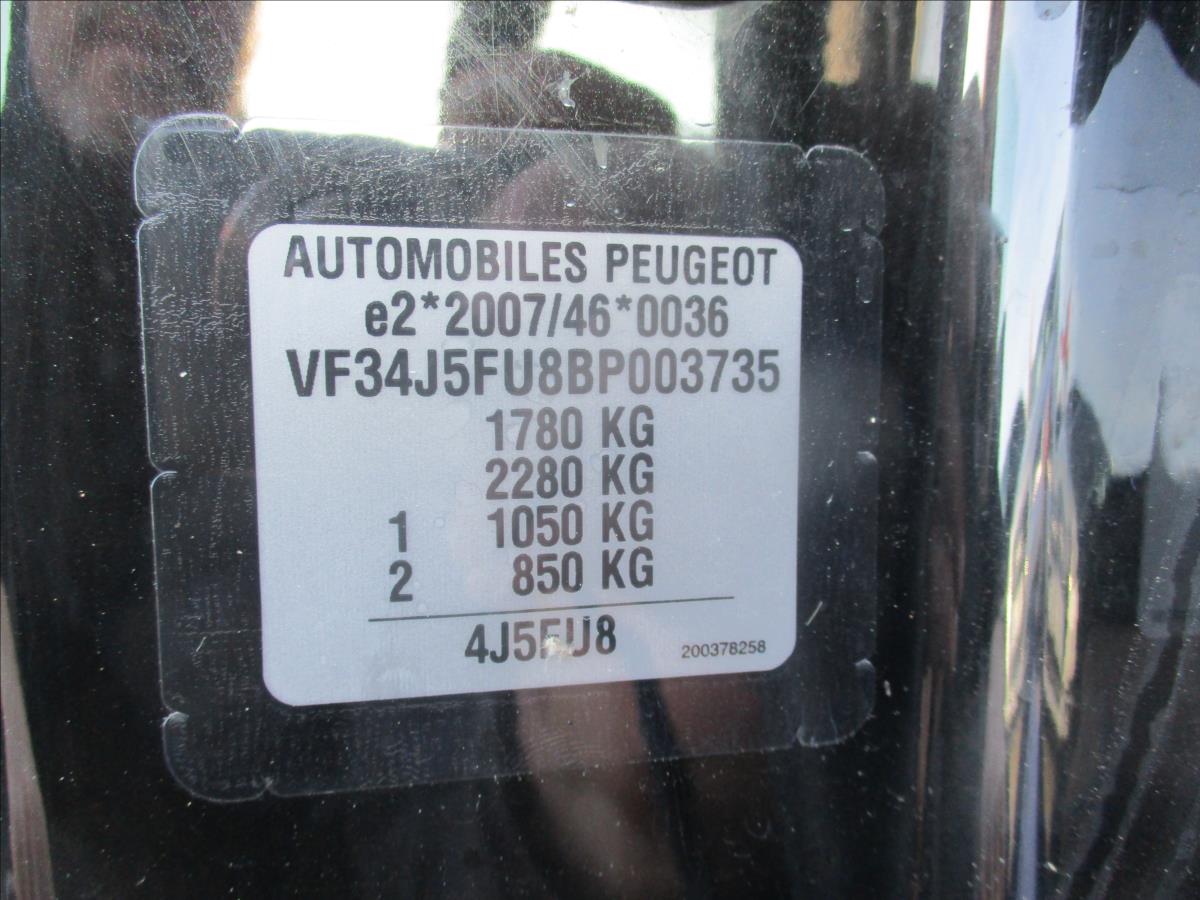 AUTOMOBILES PEUGEOT
e2*2007/46*0036
VF34J5FU8BP003735
1780 KG
2280 KG
1 1050 KG
2 850 KG
4J5FU8 200378258